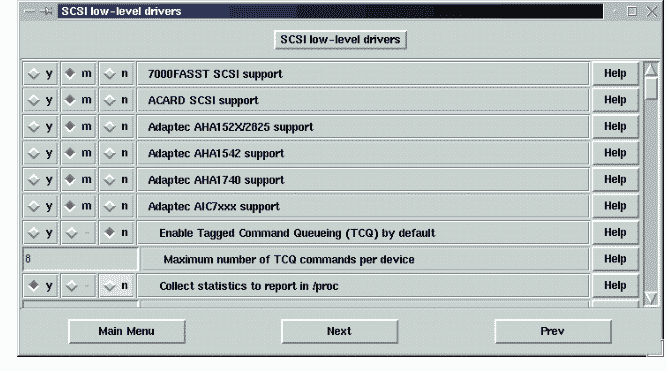 SCSI low-level drivers
SCSI low-level drivers
y m n 7000FASST SCSI support Help
y m n ACARD SCSI support Help
y m n Adaptec AHA152X/2825 support Help
y m n Adaptec AHA1542 support Help
y m n Adaptec AHA1740 support Help
y m n Adaptec AIC7xxx support Help
y - n Enable Tagged Command Queueing (TCQ) by default Help
8 Maximum number of TCQ commands per device Help
y - n Collect statistics to report in /proc Help
Main Menu Next Prev